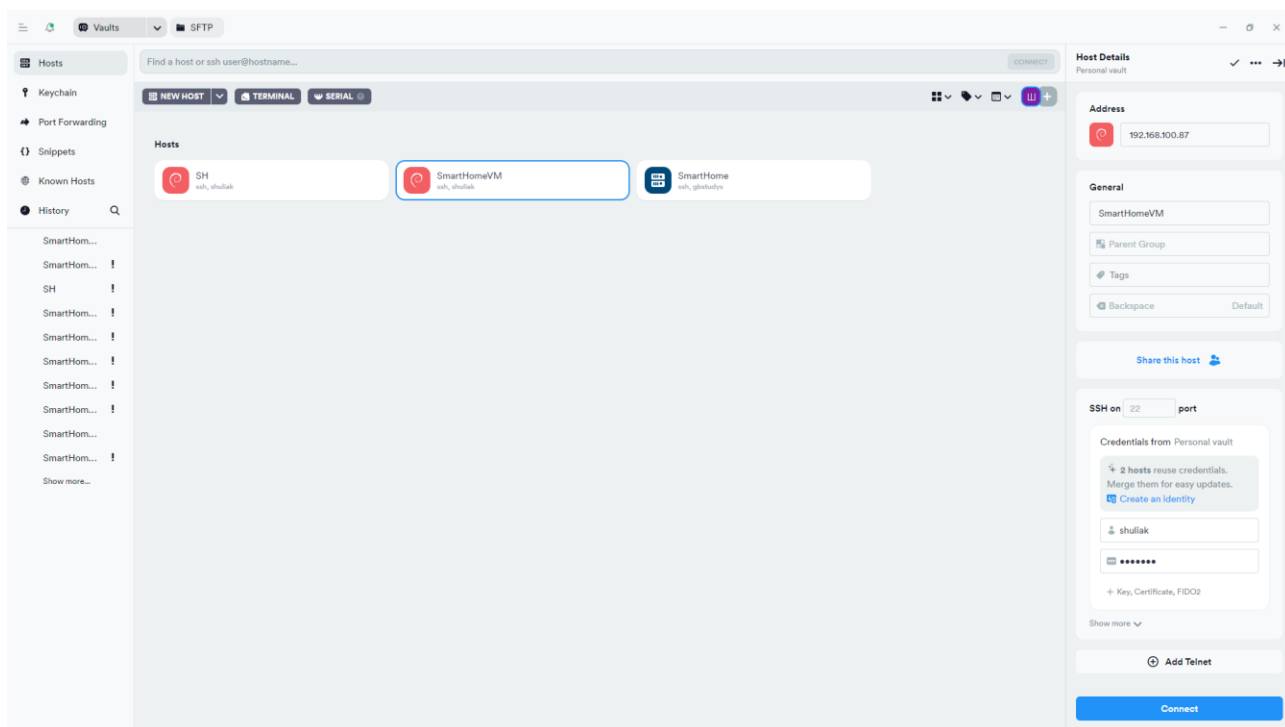 Vaults
SFTP
Hosts
Keychain
Port Forwarding
Snippets
Known Hosts
History
SmartHom...
SmartHom... !
SH !
SmartHom... !
SmartHom... !
SmartHom... !
SmartHom... !
SmartHom... !
SmartHom...
SmartHom... !
Show more...
Find a host or ssh user@hostname...
CONNECT
NEW HOST
TERMINAL
SERIAL
Ш
Hosts
SH
ssh, shuliak
SmartHomeVM
ssh, shuliak
SmartHome
ssh, gbstudys
Host Details
Personal vault
Address
192.168.100.87
General
SmartHomeVM
Parent Group
Tags
Backspace Default
Share this host
SSH on 22 port
Credentials from Personal vault
2 hosts reuse credentials.
Merge them for easy updates.
Create an identity
shuliak
•••••••
+ Key, Certificate, FIDO2
Show more
Add Telnet
Connect